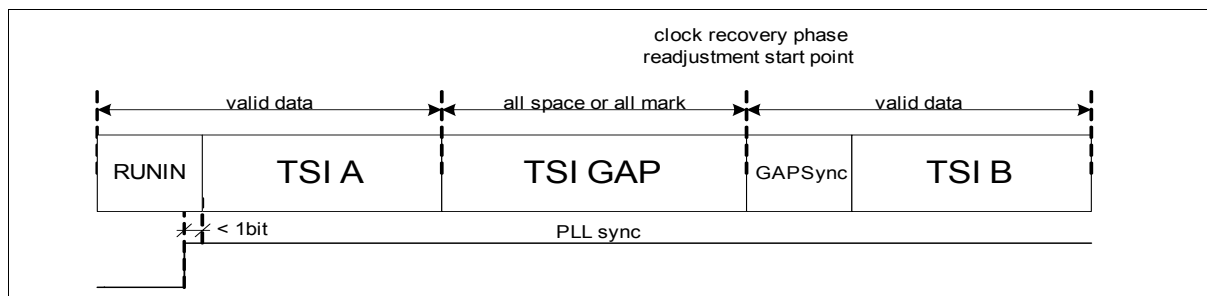 clock recovery phase
readjustment start point
valid data
all space or all mark
valid data
RUNIN
TSI A
TSI GAP
GAPSync
TSI B
< 1bit
PLL sync